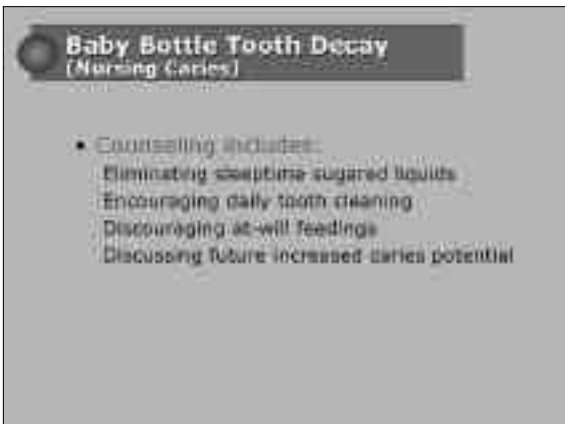 Baby Bottle Tooth Decay
(Nursing Caries)
• Counseling includes:
Eliminating sleeptime sugared liquids
Encouraging daily tooth cleaning
Discouraging at-will feedings
Discussing future increased caries potential